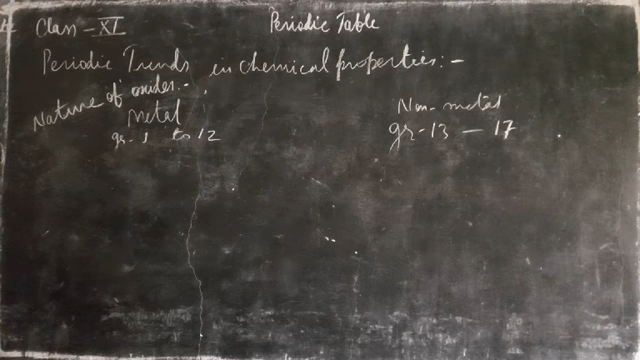 Class - XI
Periodic Table
Periodic Trends in chemical properties:-
Nature of oxides:-
metal
gr-1 to 12
Non-metal
gr-13 - 17